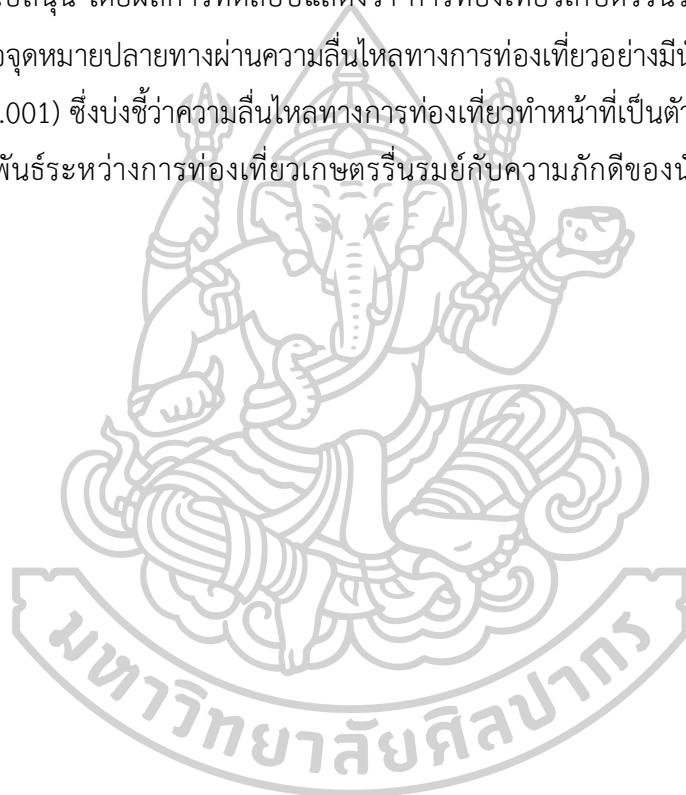 โดยผลการทดสอบแสดงว่า การท่องเที่ยวเกษตรรื่นร
จุดหมายปลายทางผ่านความลื่นไหลทางการท่องเที่ยวอย่างมีนั
.001) ซึ่งบ่งชี้ว่าความลื่นไหลทางการท่องเที่ยวทำหน้าที่เป็นตัว
พันธ์ระหว่างการท่องเที่ยวเกษตรรื่นรมย์กับความภักดีของนั
มหาวิทยาลัยศิลปากร